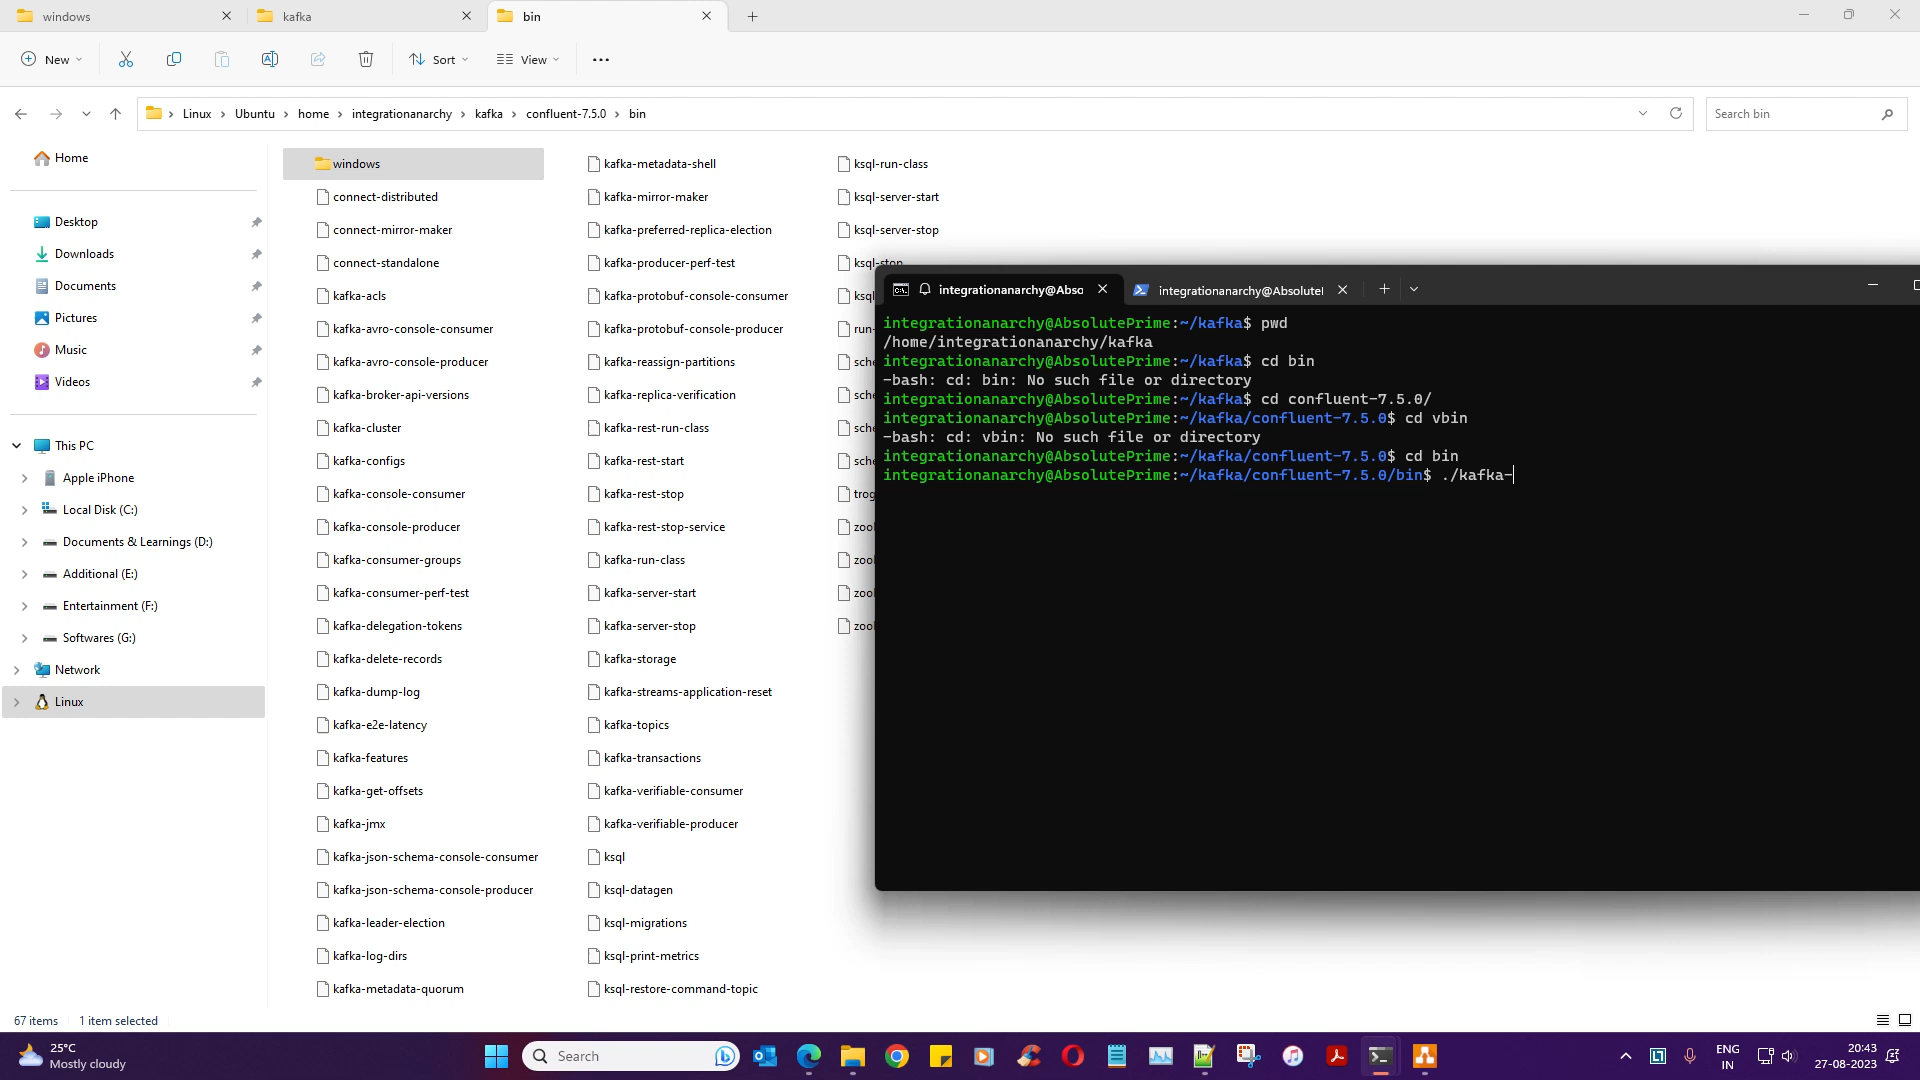 windows
kafka
bin
New
Sort
View
Linux
Ubuntu
home
integrationanarchy
kafka
confluent-7.5.0
bin
Search bin
Home
Desktop
Downloads
Documents
Pictures
Music
Videos
This PC
Apple iPhone
Local Disk (C:)
Documents & Learnings (D:)
Additional (E:)
Entertainment (F:)
Softwares (G:)
Network
Linux
windows
connect-distributed
connect-mirror-maker
connect-standalone
kafka-acls
kafka-avro-console-consumer
kafka-avro-console-producer
kafka-broker-api-versions
kafka-cluster
kafka-configs
kafka-console-consumer
kafka-console-producer
kafka-consumer-groups
kafka-consumer-perf-test
kafka-delegation-tokens
kafka-delete-records
kafka-dump-log
kafka-e2e-latency
kafka-features
kafka-get-offsets
kafka-jmx
kafka-json-schema-console-consumer
kafka-json-schema-console-producer
kafka-leader-election
kafka-log-dirs
kafka-metadata-quorum
kafka-metadata-shell
kafka-mirror-maker
kafka-preferred-replica-election
kafka-producer-perf-test
kafka-protobuf-console-consumer
kafka-protobuf-console-producer
kafka-reassign-partitions
kafka-replica-verification
kafka-rest-run-class
kafka-rest-start
kafka-rest-stop
kafka-rest-stop-service
kafka-run-class
kafka-server-start
kafka-server-stop
kafka-storage
kafka-streams-application-reset
kafka-topics
kafka-transactions
kafka-verifiable-consumer
kafka-verifiable-producer
ksql
ksql-datagen
ksql-migrations
ksql-print-metrics
ksql-restore-command-topic
ksql-run-class
ksql-server-start
ksql-server-stop
ksql-stop
ksql
run-
sche
sche
sche
sche
trog
zool
zool
zool
zool
integrationanarchy@Abso
integrationanarchy@Absolutel
integrationanarchy@AbsolutePrime:~/kafka$ pwd
/home/integrationanarchy/kafka
integrationanarchy@AbsolutePrime:~/kafka$ cd bin
-bash: cd: bin: No such file or directory
integrationanarchy@AbsolutePrime:~/kafka$ cd confluent-7.5.0/
integrationanarchy@AbsolutePrime:~/kafka/confluent-7.5.0$ cd vbin
-bash: cd: vbin: No such file or directory
integrationanarchy@AbsolutePrime:~/kafka/confluent-7.5.0$ cd bin
integrationanarchy@AbsolutePrime:~/kafka/confluent-7.5.0/bin$ ./kafka-
67 items
1 item selected
25°C
Mostly cloudy
Search
ENG
IN
20:43
27-08-2023